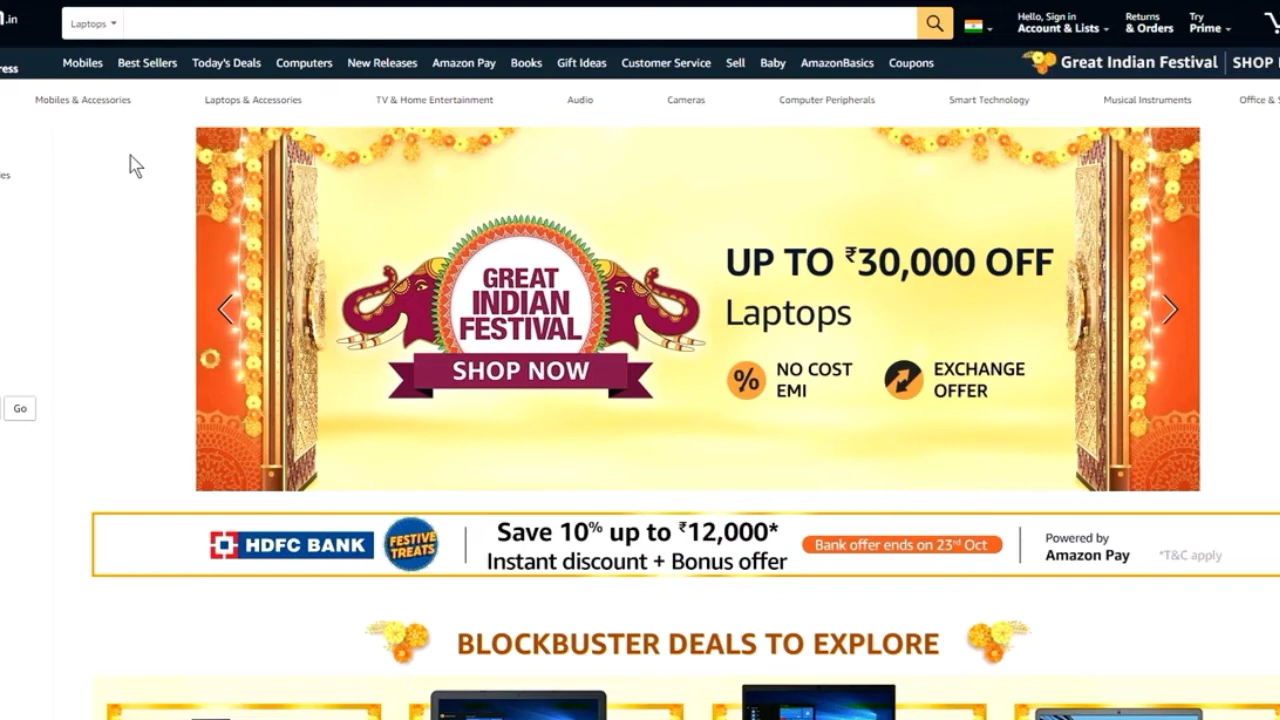 .in
Laptops
Hello, Sign in
Account & Lists
Returns
& Orders
Try
Prime
ress
Mobiles Best Sellers Today's Deals Computers New Releases Amazon Pay Books Gift Ideas Customer Service Sell Baby AmazonBasics Coupons
Great Indian Festival SHOP
Mobiles & Accessories Laptops & Accessories TV & Home Entertainment Audio Cameras Computer Peripherals Smart Technology Musical Instruments Office &
es
Go
GREAT
INDIAN
FESTIVAL
SHOP NOW
UP TO ₹30,000 OFF
Laptops
% NO COST
EMI
EXCHANGE
OFFER
HDFC BANK
FESTIVE
TREATS
Save 10% up to ₹12,000*
Instant discount + Bonus offer
Bank offer ends on 23rd Oct
Powered by
Amazon Pay
*T&C apply
BLOCKBUSTER DEALS TO EXPLORE